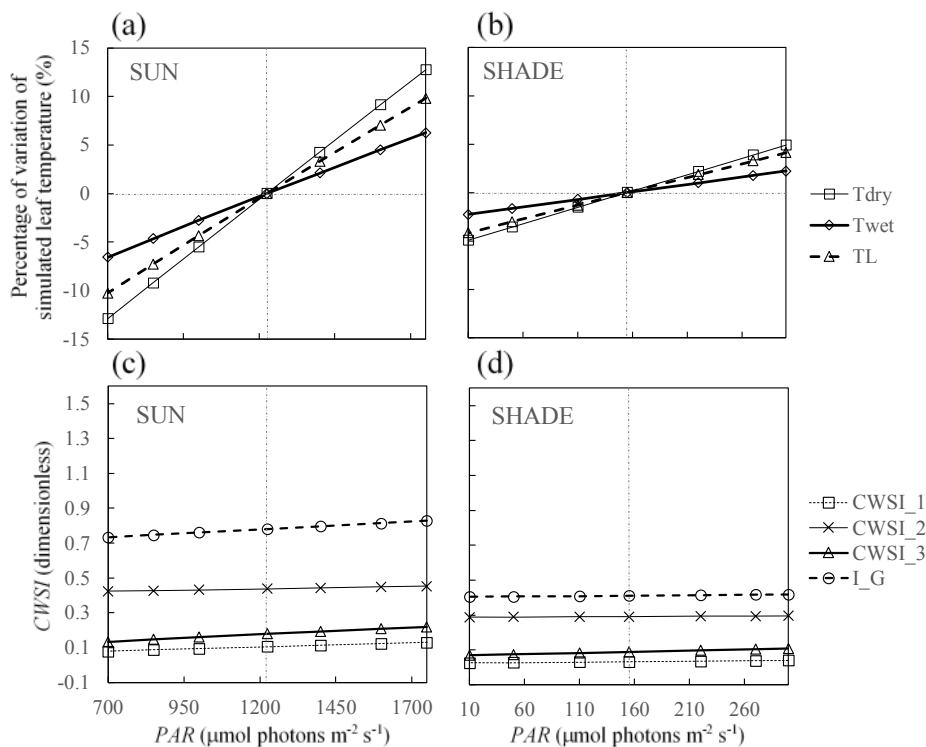 (a)
(b)
Percentage of variation of
simulated leaf temperature (%)
15
10
5
0
-5
-10
-15
SUN
SHADE
Tdry
Twet
TL
(c)
(d)
CWSI (dimensionless)
1.5
1.3
1.1
0.9
0.7
0.5
0.3
0.1
-0.1
SUN
SHADE
CWSI_1
CWSI_2
CWSI_3
I_G
700 950 1200 1450 1700
10 60 110 160 210 260
PAR (μmol photons m⁻² s⁻¹)
PAR (μmol photons m⁻² s⁻¹)